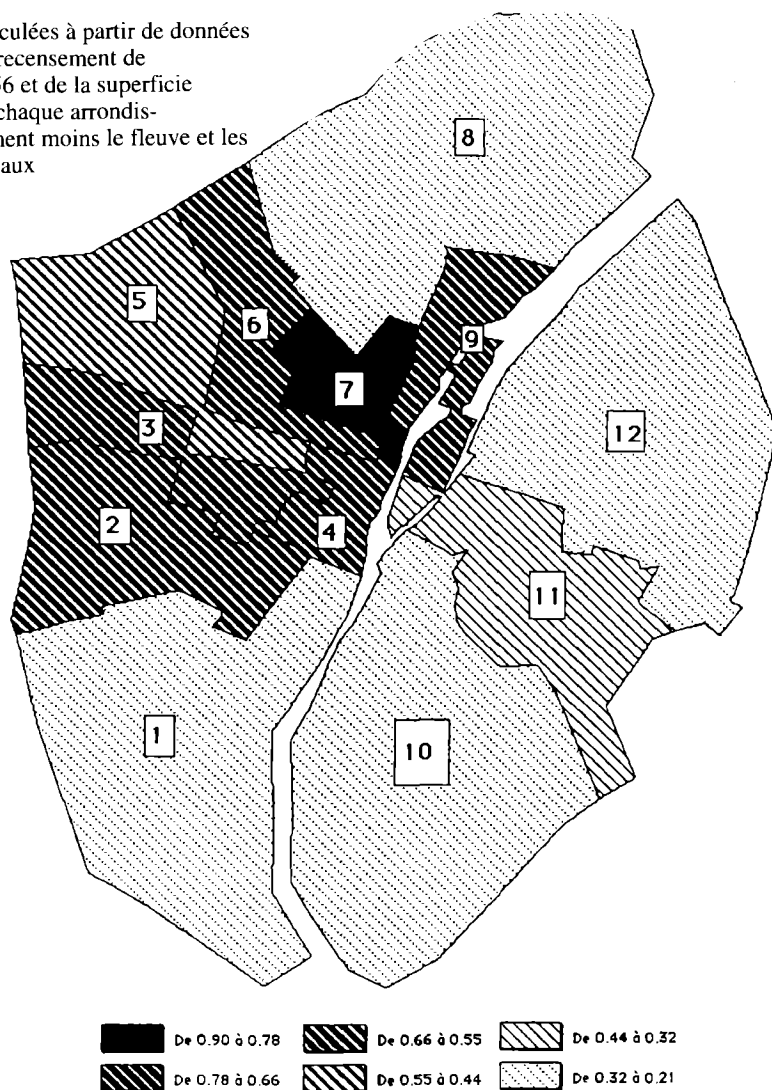 culées à partir de données
recensement de
56 et de la superficie
chaque arrondis-
ment moins le fleuve et les
aux
8
5
6
9
7
3
12
2
4
11
1
10
De 0.90 à 0.78
De 0.66 à 0.55
De 0.44 à 0.32
De 0.78 à 0.66
De 0.55 à 0.44
De 0.32 à 0.21